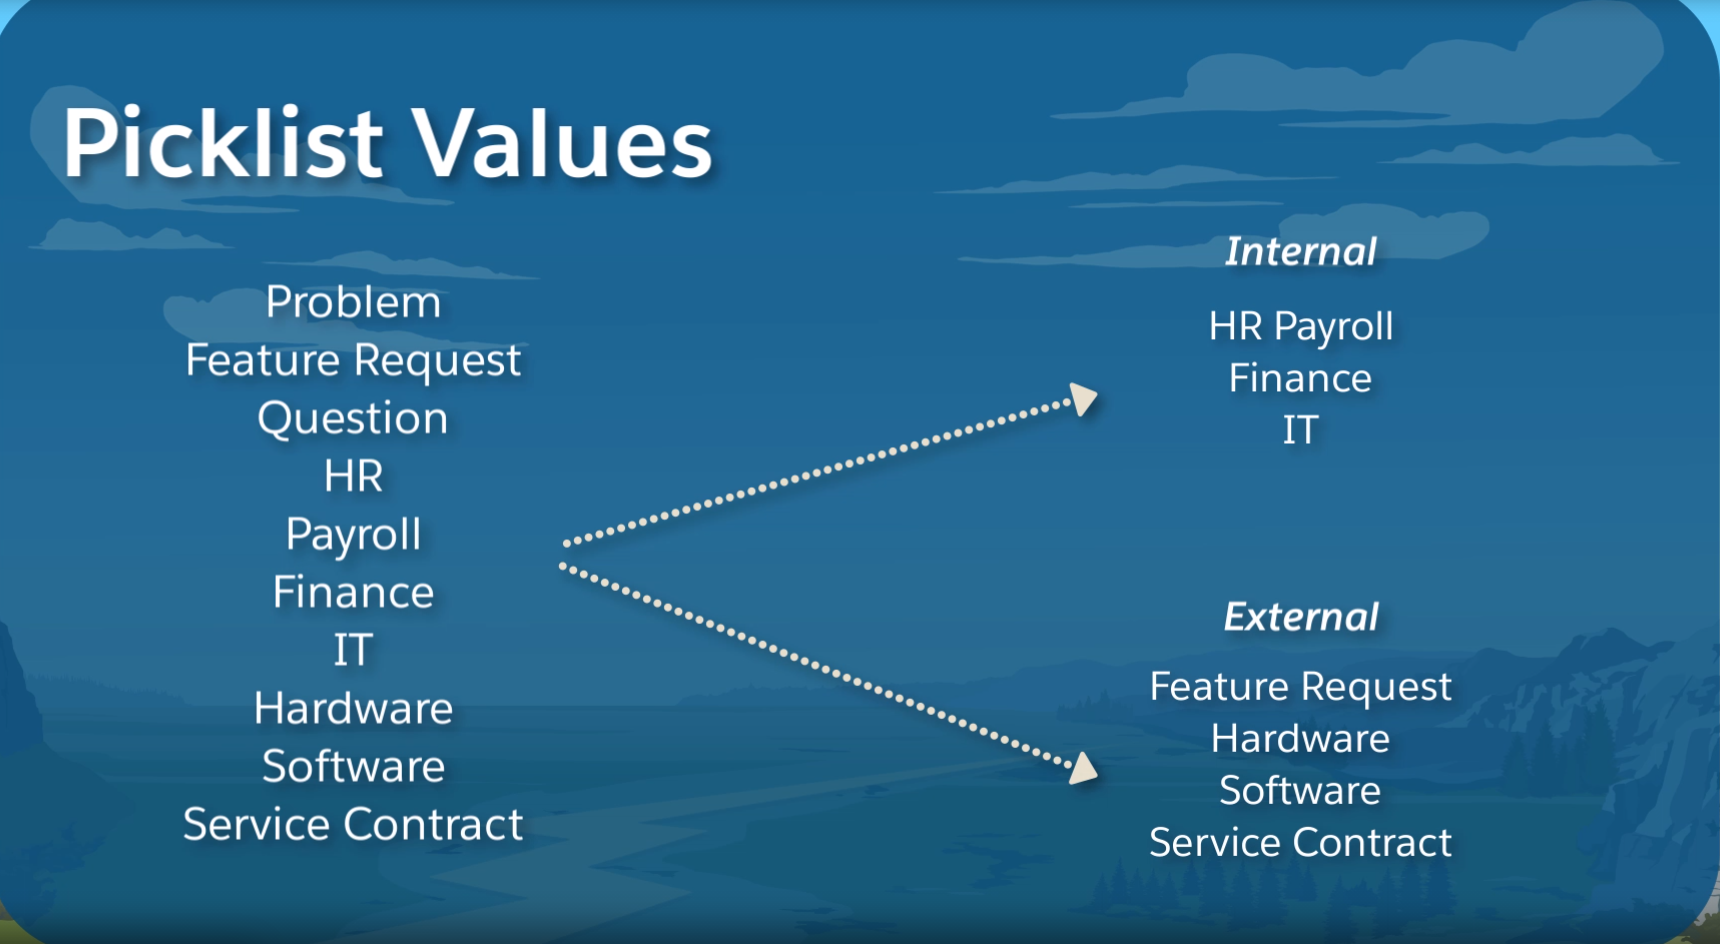 Picklist Values
Problem
Feature Request
Question
HR
Payroll
Finance
IT
Hardware
Software
Service Contract
Internal
HR Payroll
Finance
IT
External
Feature Request
Hardware
Software
Service Contract